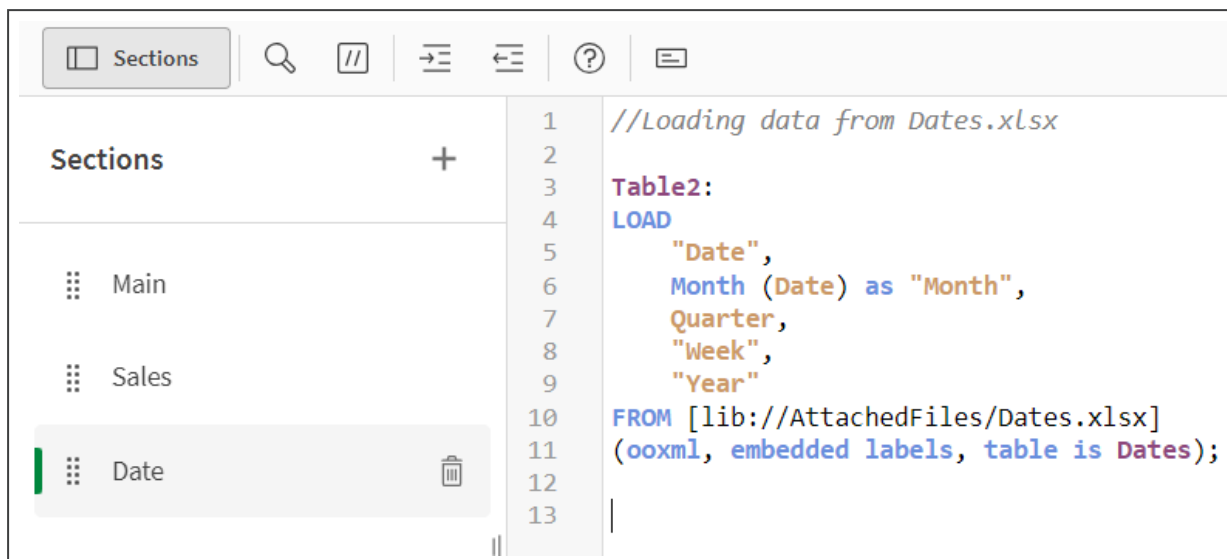 Sections
Sections
Main
Sales
Date
1 //Loading data from Dates.xlsx
2
3 Table2:
4 LOAD
5 "Date",
6 Month (Date) as "Month",
7 Quarter,
8 "Week",
9 "Year"
10 FROM [lib://AttachedFiles/Dates.xlsx]
11 (ooxml, embedded labels, table is Dates);
12
13